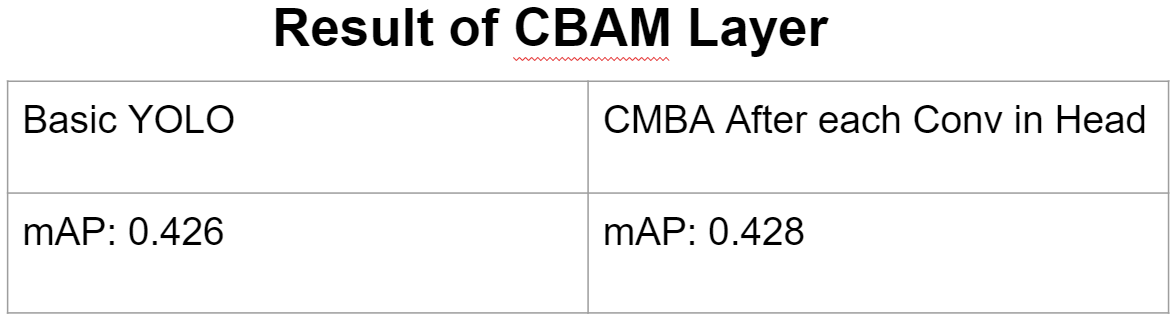 Result of CBAM Layer
Basic YOLO
CMBA After each Conv in Head
mAP: 0.426
mAP: 0.428